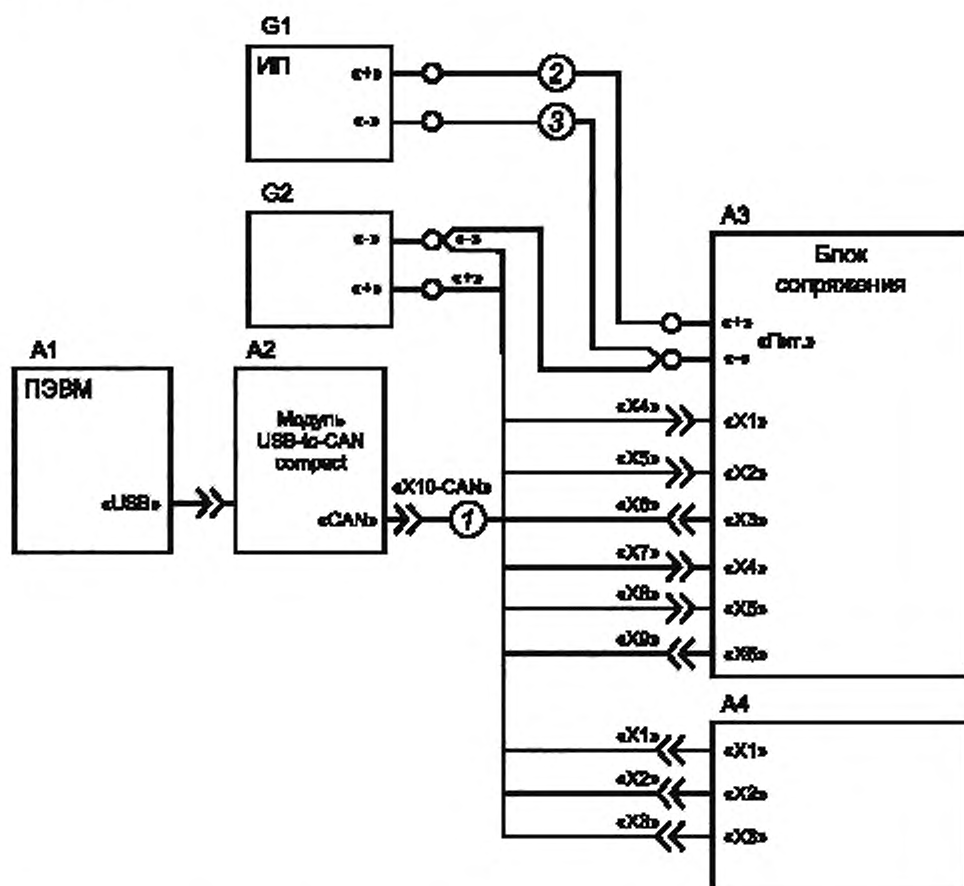 G1
ИП
«+»
2
«-»
3
G2
«-»
«-»
«+»
«+»
A3
Блок
сопряжения
«+»
«Пит.»
«-»
A1
ПЭВМ
«USB»
A2
Модуль
USB-to-CAN
compact
«CAN»
«X10-CAN»
1
«X4»
«X1»
«X5»
«X2»
«X6»
«X3»
«X7»
«X4»
«X8»
«X5»
«X9»
«X6»
A4
«X1»
«X1»
«X2»
«X2»
«X3»
«X3»